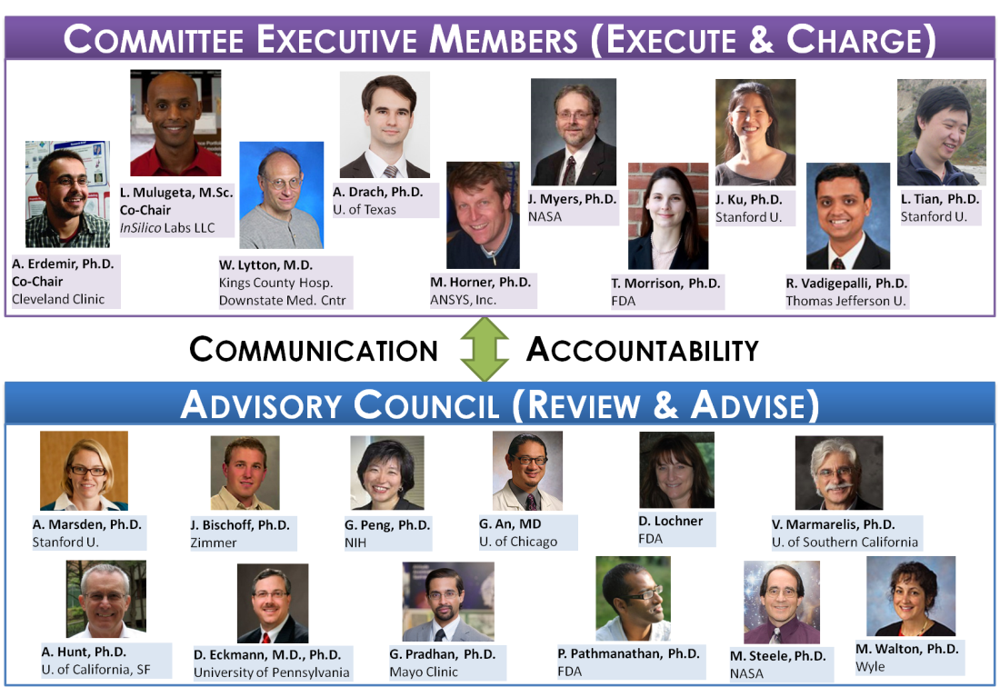 COMMITTEE EXECUTIVE MEMBERS (EXECUTE & CHARGE)
A. Erdemir, Ph.D.
Co-Chair
Cleveland Clinic
L. Mulugeta, M.Sc.
Co-Chair
InSilico Labs LLC
W. Lytton, M.D.
Kings County Hosp.
Downstate Med. Cntr
A. Drach, Ph.D.
U. of Texas
M. Horner, Ph.D.
ANSYS, Inc.
J. Myers, Ph.D.
NASA
T. Morrison, Ph.D.
FDA
J. Ku, Ph.D.
Stanford U.
R. Vadigepalli, Ph.D.
Thomas Jefferson U.
L. Tian, Ph.D.
Stanford U.
COMMUNICATION ACCOUNTABILITY
ADVISORY COUNCIL (REVIEW & ADVISE)
A. Marsden, Ph.D.
Stanford U.
J. Bischoff, Ph.D.
Zimmer
G. Peng, Ph.D.
NIH
G. An, MD
U. of Chicago
D. Lochner
FDA
V. Marmarelis, Ph.D.
U. of Southern California
A. Hunt, Ph.D.
U. of California, SF
D. Eckmann, M.D., Ph.D.
University of Pennsylvania
G. Pradhan, Ph.D.
Mayo Clinic
P. Pathmanathan, Ph.D.
FDA
M. Steele, Ph.D.
NASA
M. Walton, Ph.D.
Wyle